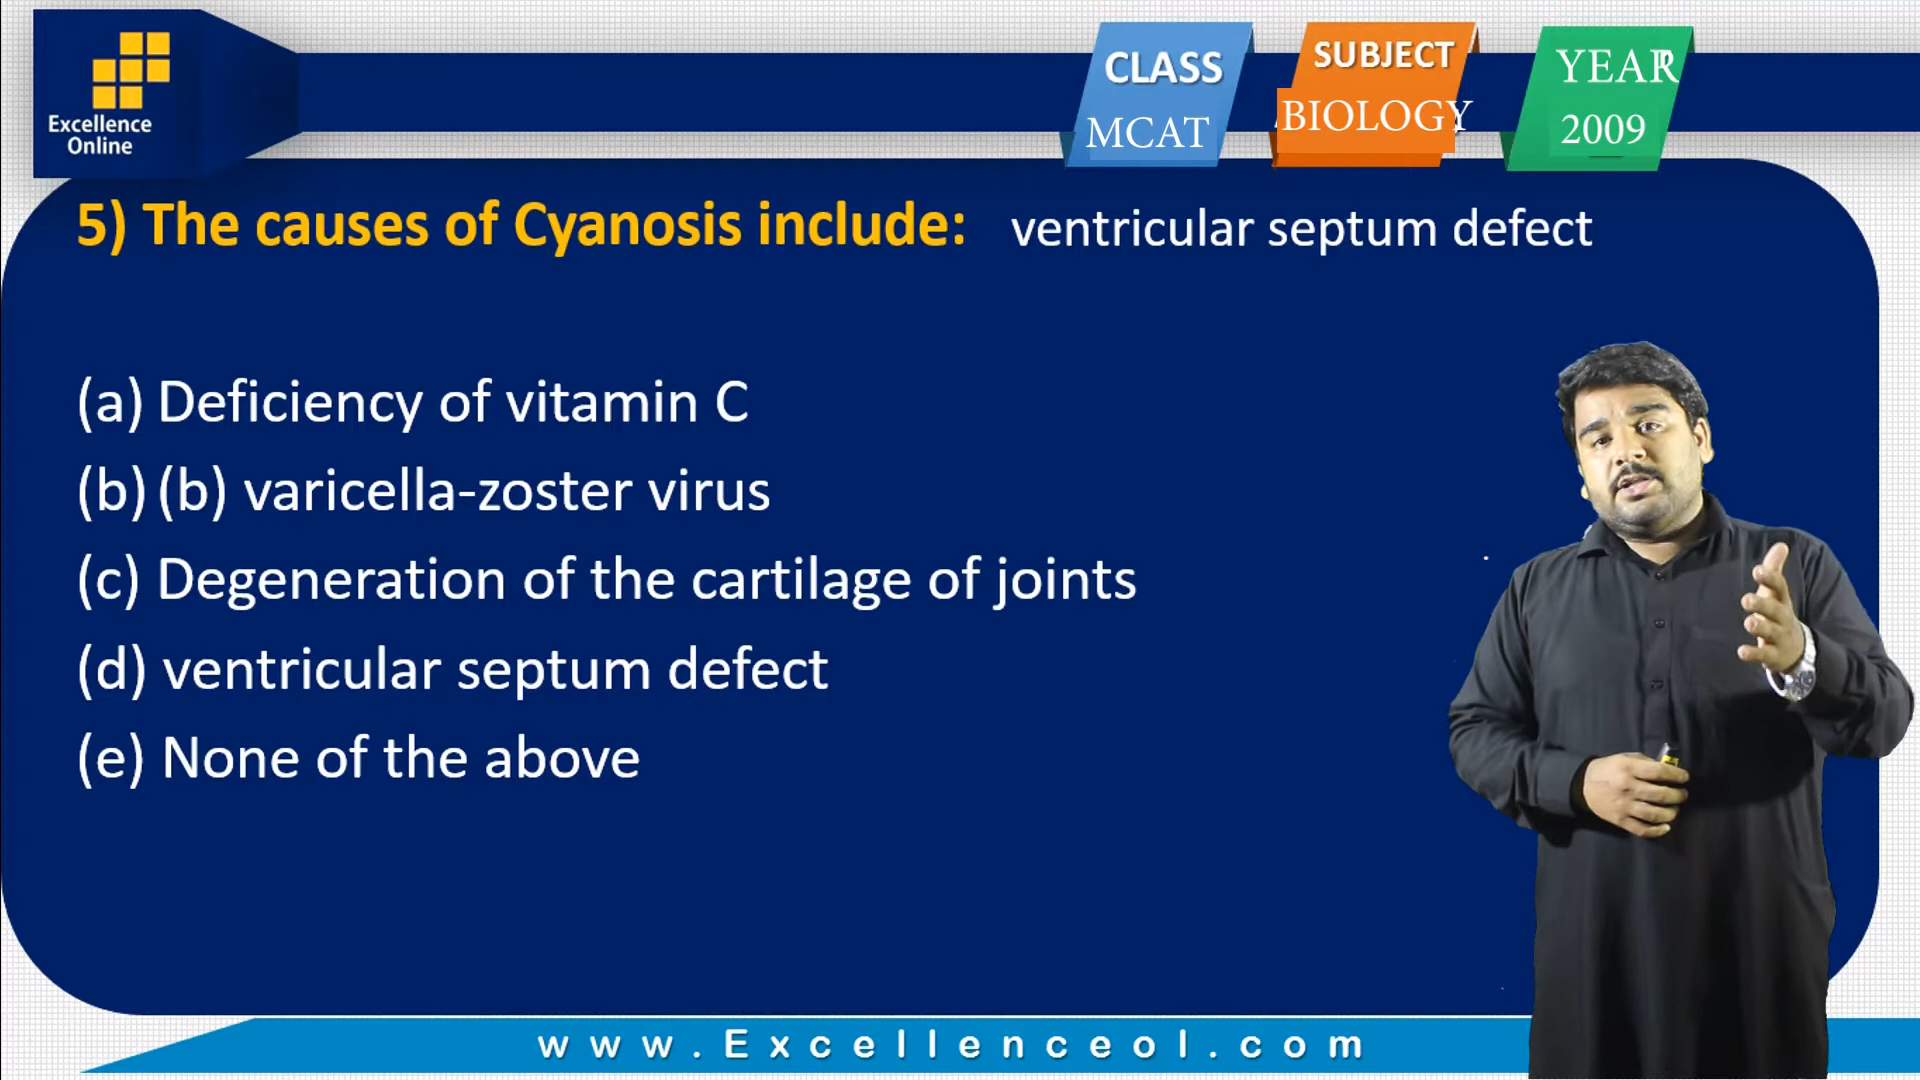 Excellence
Online
CLASS
MCAT
SUBJECT
BIOLOGY
YEAR
2009
5) The causes of Cyanosis include: ventricular septum defect
(a) Deficiency of vitamin C
(b) (b) varicella-zoster virus
(c) Degeneration of the cartilage of joints
(d) ventricular septum defect
(e) None of the above
www.Excellenceol.com